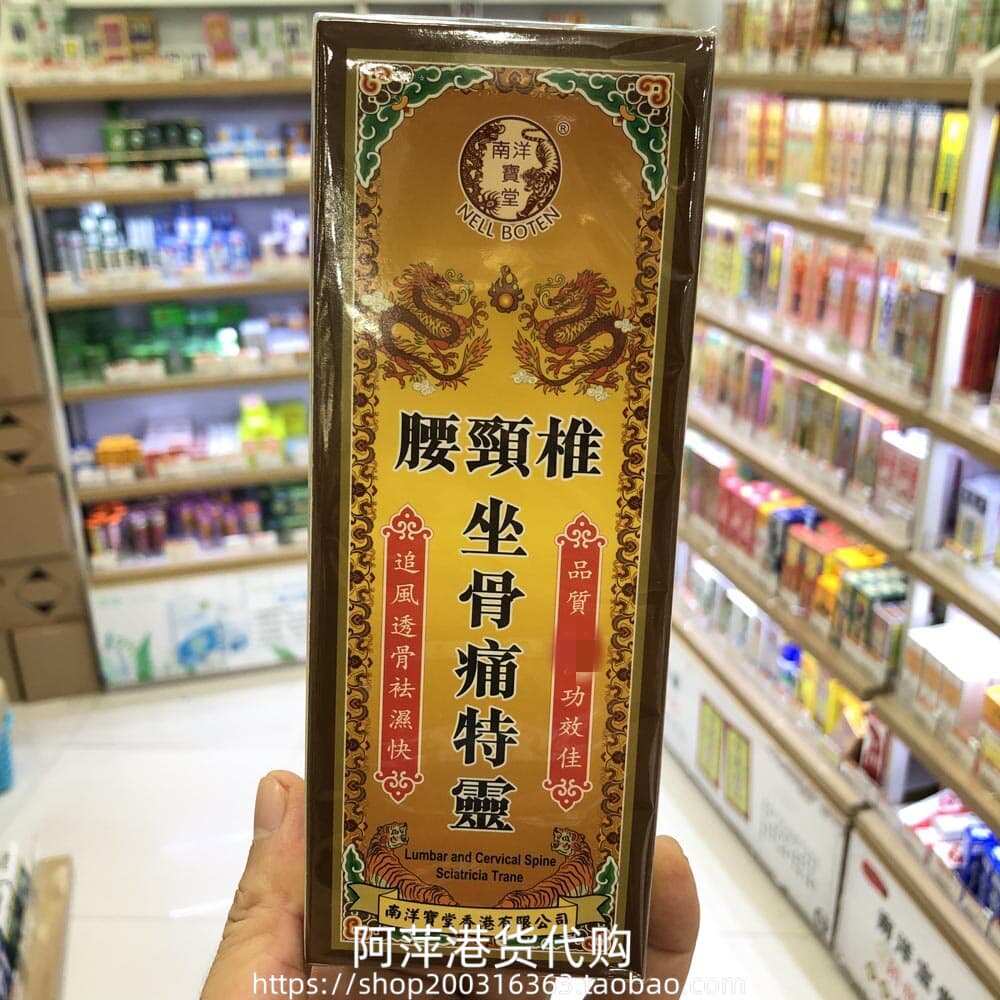 南洋
寶
堂
®
NELL BOTEN
腰頸椎
坐骨痛特靈
追風透骨祛濕快
品質
功效佳
Lumbar and Cervical Spine
Sciatricia Trane
南洋寶堂香港有限公司
阿萍港货代购
https://shop200316363.taobao.com